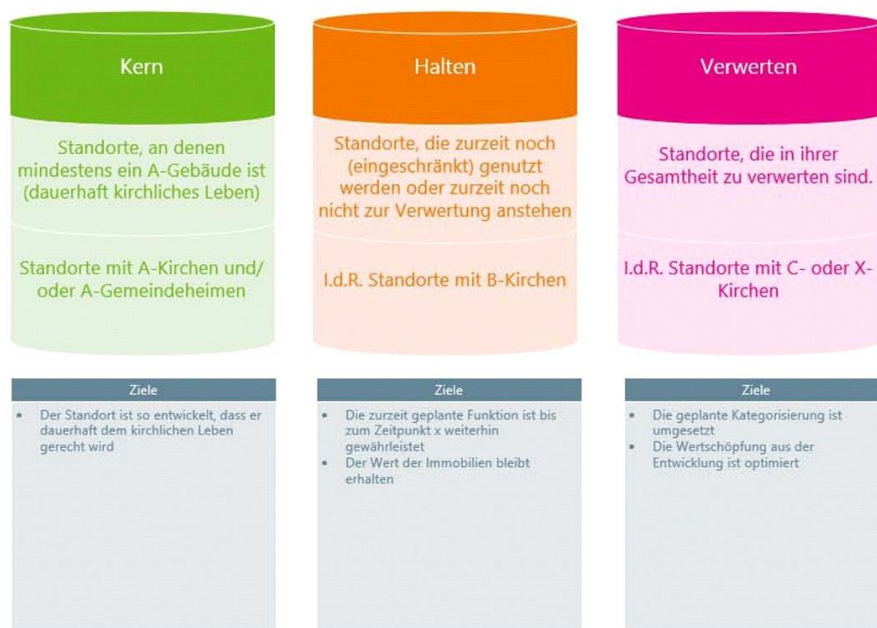 Kern
Standorte, an denen
mindestens ein A-Gebäude ist
(dauerhaft kirchliches Leben)
Standorte mit A-Kirchen und/
oder A-Gemeindeheimen
Halten
Standorte, die zurzeit noch
(eingeschränkt) genutzt
werden oder zurzeit noch
nicht zur Verwertung anstehen
I.d.R. Standorte mit B-Kirchen
Verwerten
Standorte, die in ihrer
Gesamtheit zu verwerten sind.
I.d.R. Standorte mit C- oder X-
Kirchen
Ziele
• Der Standort ist so entwickelt, dass er
dauerhaft dem kirchlichen Leben
gerecht wird
Ziele
• Die zurzeit geplante Funktion ist bis
zum Zeitpunkt x weiterhin
gewährleistet
• Der Wert der Immobilien bleibt
erhalten
Ziele
• Die geplante Kategorisierung ist
umgesetzt
• Die Wertschöpfung aus der
Entwicklung ist optimiert